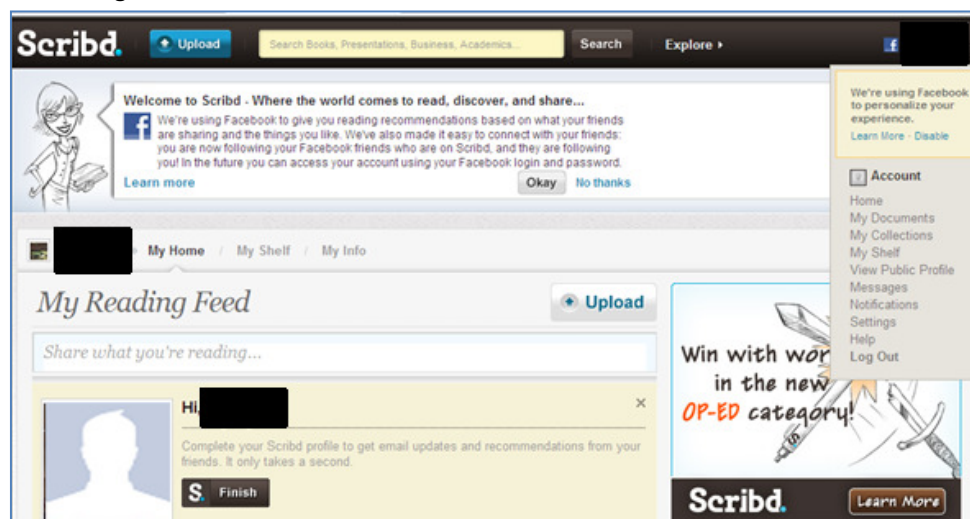 Scribd.
Upload
Search Books, Presentations, Business, Academics...
Search
Explore
Welcome to Scribd - Where the world comes to read, discover, and share...
We're using Facebook to give you reading recommendations based on what your friends
are sharing and the things you like. We've also made it easy to connect with your friends:
you are now following your Facebook friends who are on Scribd, and they are following
you! In the future you can access your account using your Facebook login and password.
Learn more
Okay
No thanks
We're using Facebook
to personalize your
experience.
Learn More - Disable
Account
Home
My Documents
My Collections
My Shelf
View Public Profile
Messages
Notifications
Settings
Help
Log Out
My Home / My Shelf / My Info
My Reading Feed
Upload
Share what you're reading...
Hi,
Complete your Scribd profile to get email updates and recommendations from your
friends. It only takes a second.
S. Finish
Win with wor
in the new
OP-ED category!
Scribd.
Learn More